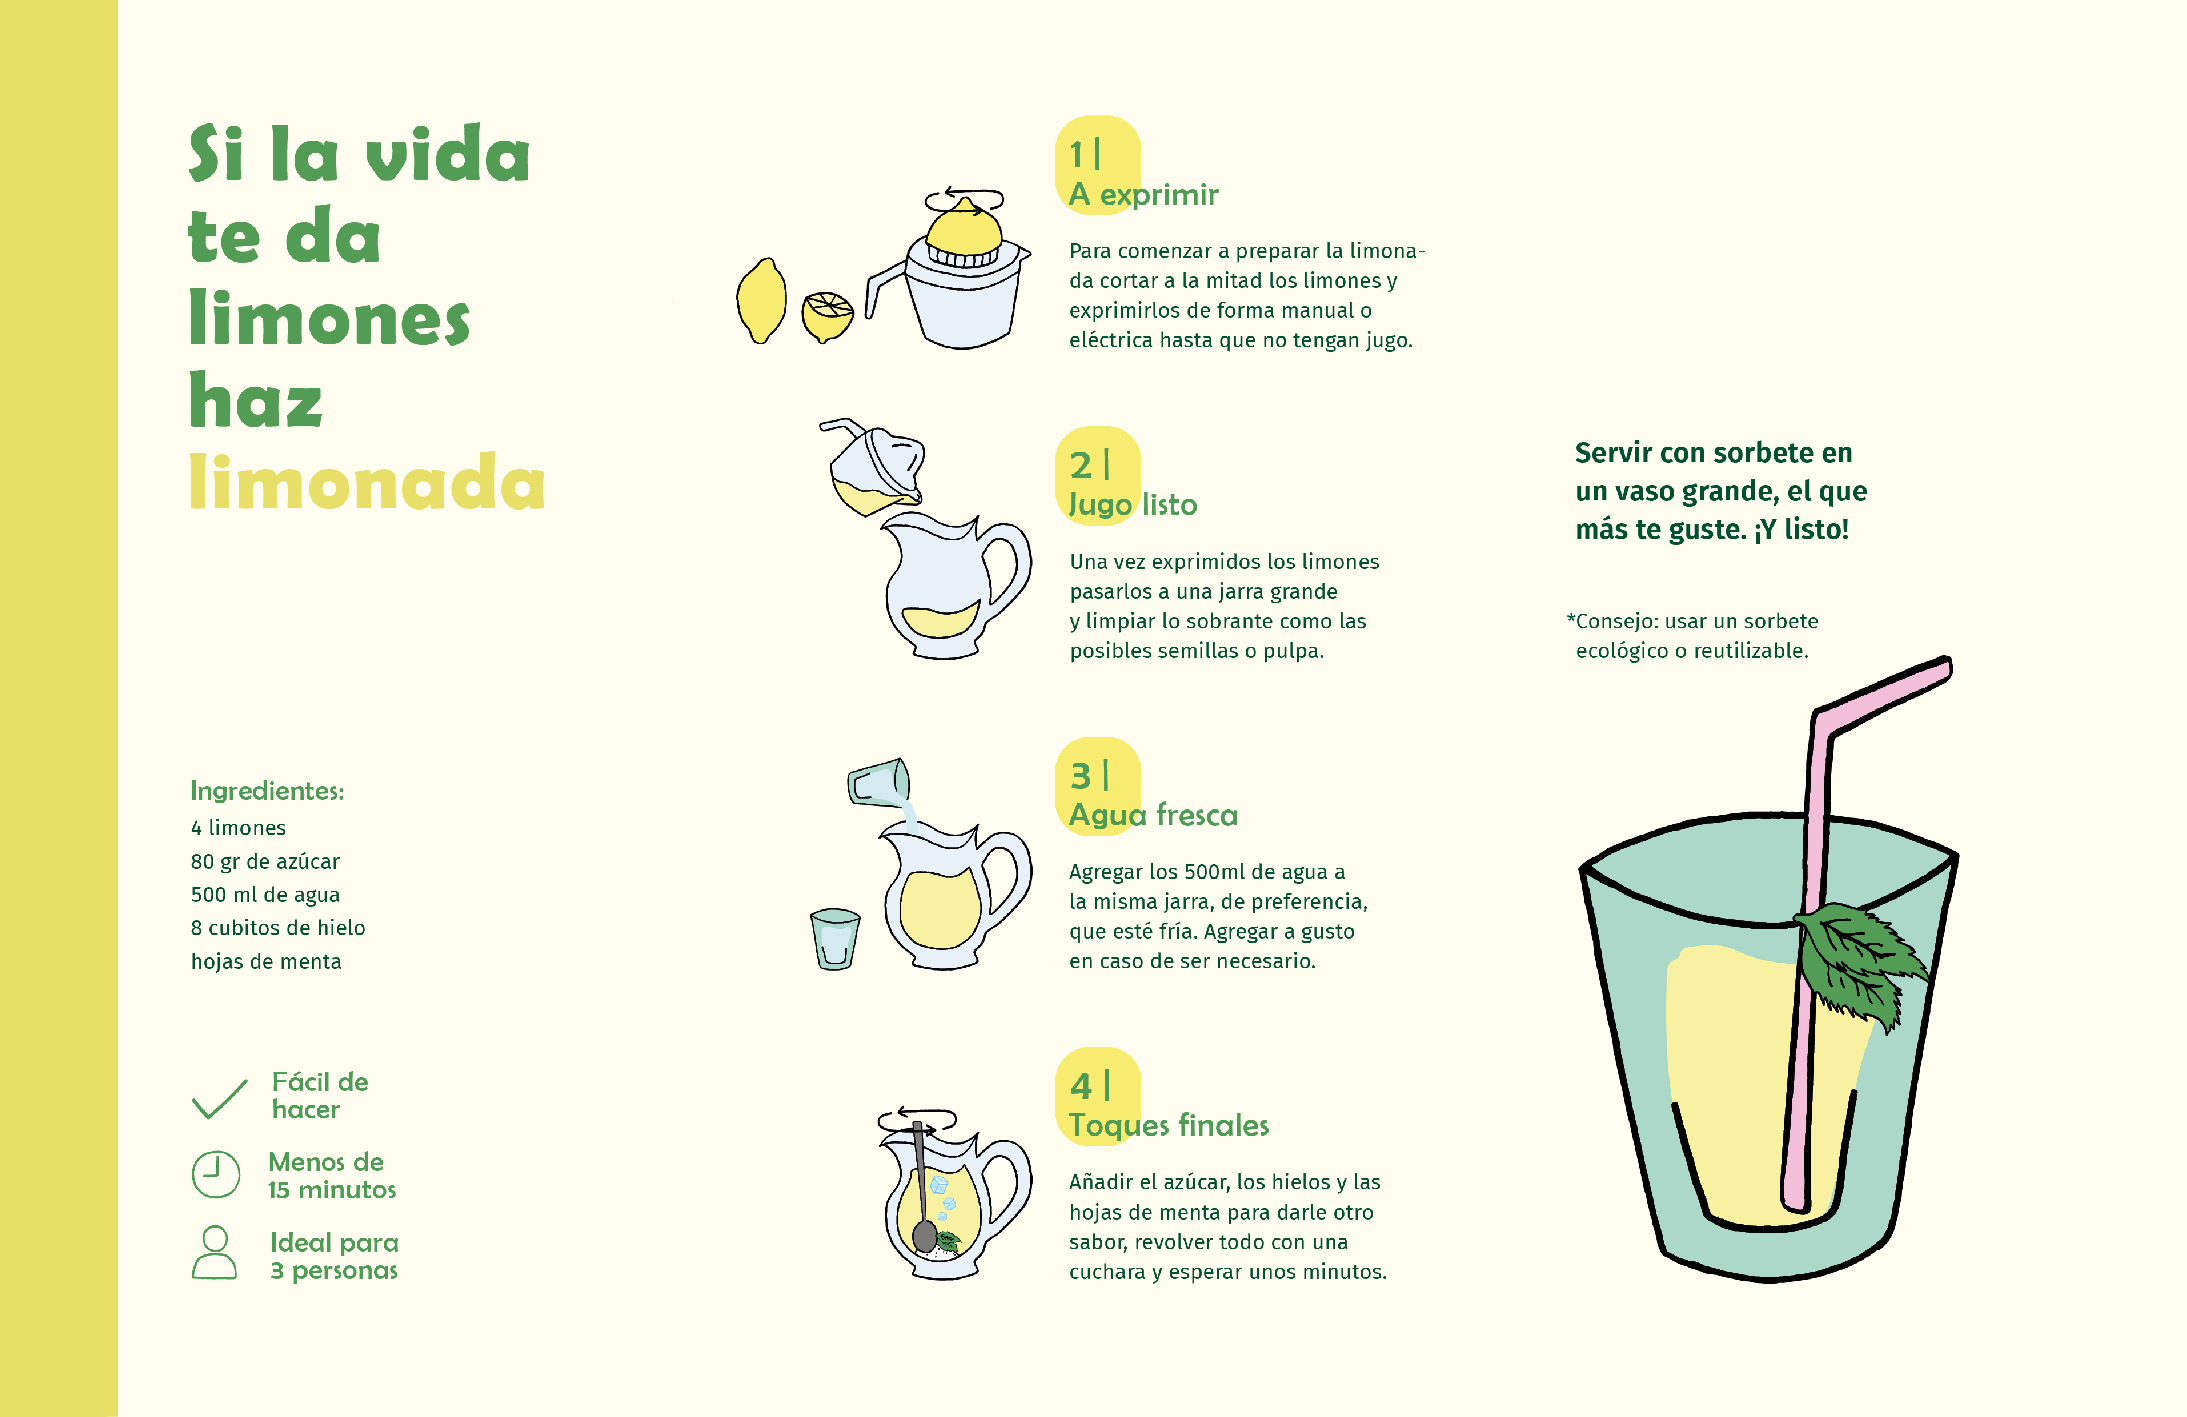 Si la vida
te da
limones
haz
limonada
Ingredientes:
4 limones
80 gr de azúcar
500 ml de agua
8 cubitos de hielo
hojas de menta
Fácil de
hacer
Menos de
15 minutos
Ideal para
3 personas
1 |
A exprimir
Para comenzar a preparar la limona-
da cortar a la mitad los limones y
exprimirlos de forma manual o
eléctrica hasta que no tengan jugo.
2 |
Jugo listo
Una vez exprimidos los limones
pasarlos a una jarra grande
y limpiar lo sobrante como las
posibles semillas o pulpa.
3 |
Agua fresca
Agregar los 500ml de agua a
la misma jarra, de preferencia,
que esté fría. Agregar a gusto
en caso de ser necesario.
4 |
Toques finales
Añadir el azúcar, los hielos y las
hojas de menta para darle otro
sabor, revolver todo con una
cuchara y esperar unos minutos.
Servir con sorbete en
un vaso grande, el que
más te guste. ¡Y listo!
*Consejo: usar un sorbete
ecológico o reutilizable.